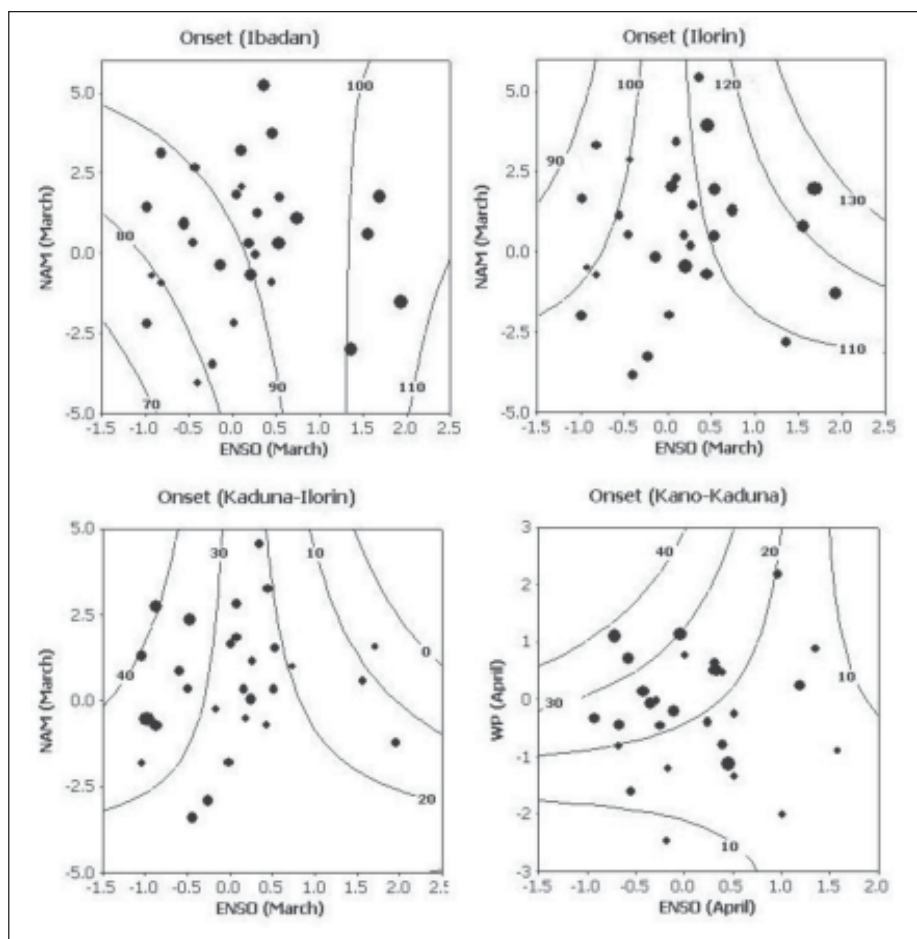 Onset (Ibadan)
5.0
2.5
0.0
-2.5
-5.0
NAM (March)
100
80
90
70
110
-1.5 -1.0 -0.5 0.0 0.5 1.0 1.5 2.0 2.5
ENSO (March)
Onset (Ilorin)
5.0
2.5
0.0
-2.5
-5.0
NAM (March)
100
120
90
130
110
-1.5 -1.0 -0.5 0.0 0.5 1.0 1.5 2.0 2.5
ENSO (March)
Onset (Kaduna-Ilorin)
5.0
2.5
0.0
-2.5
-5.0
NAM (March)
30
10
0
40
20
-1.5 -1.0 -0.5 0.0 0.5 1.0 1.5 2.0 2.5
ENSO (March)
Onset (Kano-Kaduna)
3
2
1
0
-1
-2
-3
WP (April)
40
20
10
30
10
-1.5 -1.0 -0.5 0.0 0.5 1.0 1.5 2.0
ENSO (April)